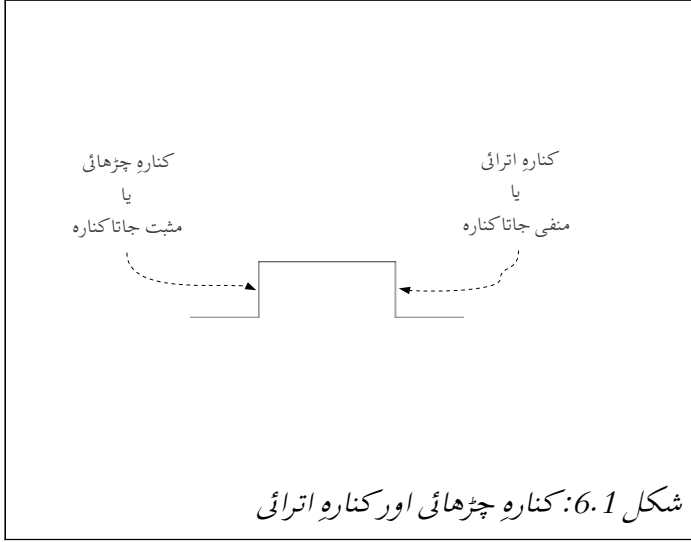 کنارہِ اترائی
یا
منفی جاتا کنارہ
کنارہِ چڑھائی
یا
مثبت جاتا کنارہ
شکل 6.1: کنارہِ چڑھائی اور کنارہِ اترائی